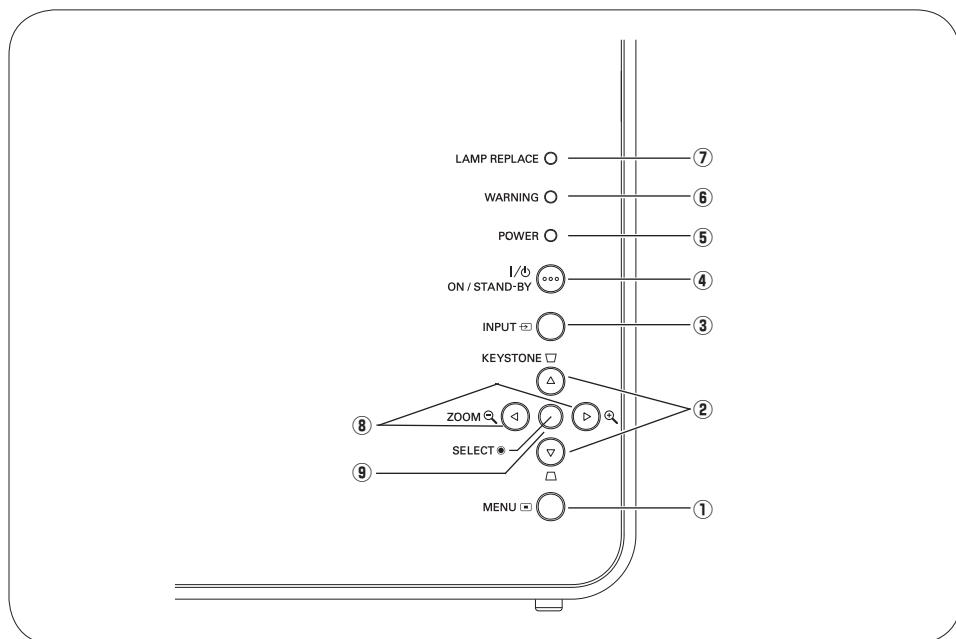 LAMP REPLACE ⑦
WARNING ⑥
POWER ⑤
I/⏻
ON / STAND-BY ④
INPUT ③
KEYSTONE
②
ZOOM
⑧
SELECT
⑨
MENU ①